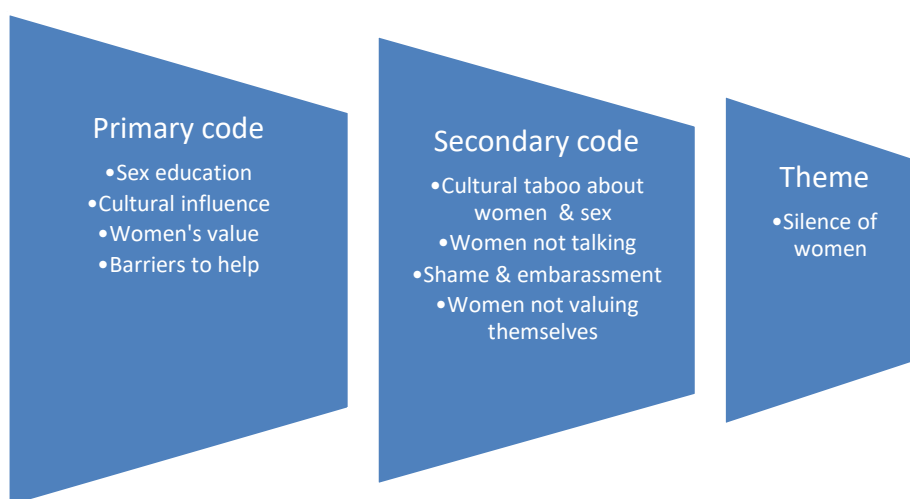 Primary code
•Sex education
•Cultural influence
•Women's value
•Barriers to help
Secondary code
•Cultural taboo about
women & sex
•Women not talking
•Shame & embarassment
•Women not valuing
themselves
Theme
•Silence of
women